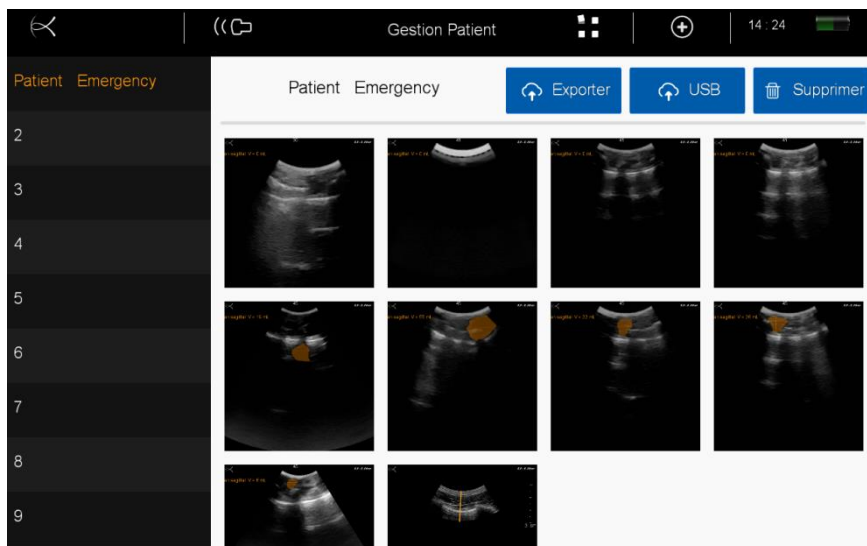 Gestion Patient
14 : 24
Patient Emergency
2
3
4
5
6
7
8
9
Patient Emergency
Exporter
USB
Supprimer